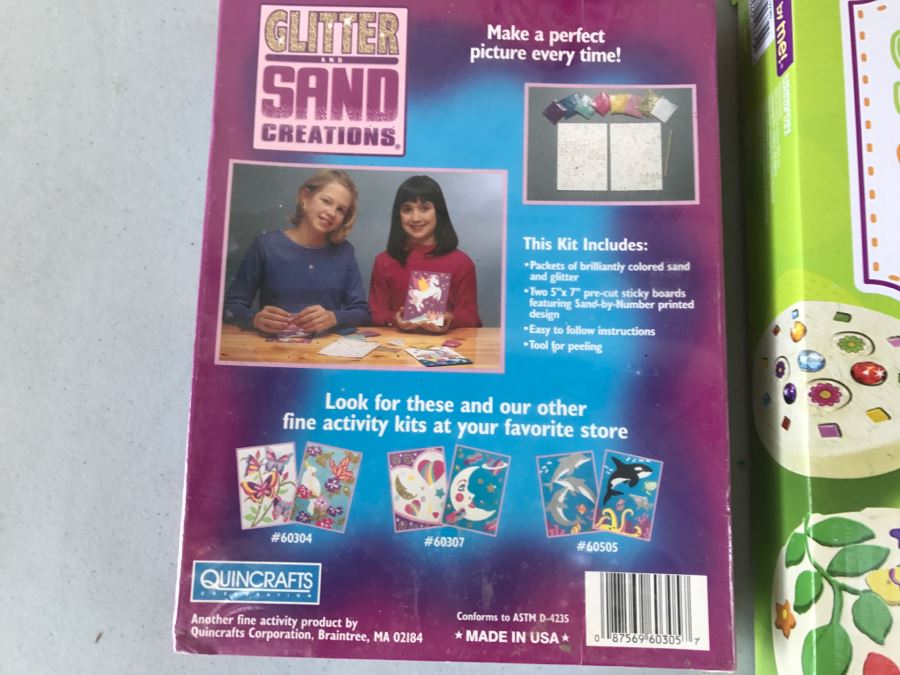 GLITTER
AND
SAND
CREATIONS®
Make a perfect
picture every time!
This Kit Includes:
•Packets of brilliantly colored sand
and glitter
•Two 5"x 7" pre-cut sticky boards
featuring Sand-by-Number printed
design
•Easy to follow instructions
•Tool for peeling
Look for these and our other
fine activity kits at your favorite store
#60304
#60307
#60505
QUINCRAFTS
CORPORATION
Another fine activity product by
Quincrafts Corporation, Braintree, MA 02184
Conforms to ASTM D-4235
★MADE IN USA★
0 87569 60305 7
by me!